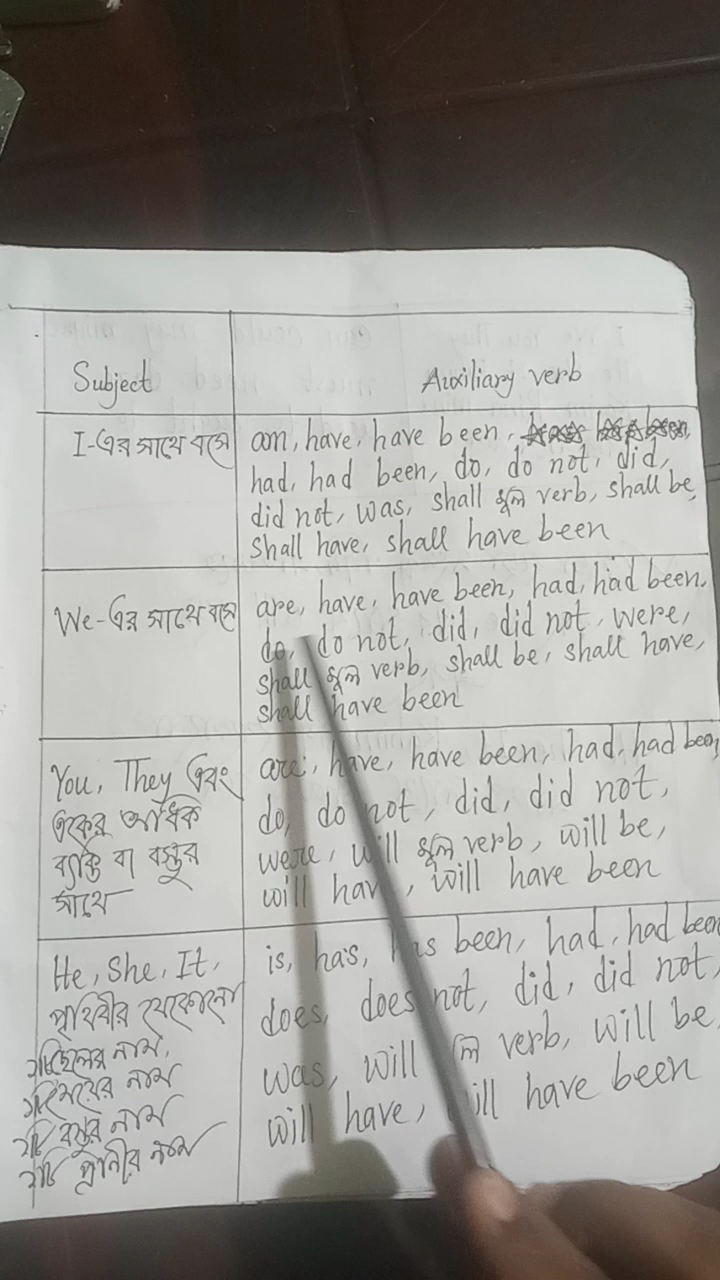 Subject
Auxiliary verb
I-এর সাথে বসে
am, have, have been,
had, had been, do, do not, did,
did not, was, shall মূল verb, shall be,
shall have, shall have been
We-এর সাথে বসে
are, have, have been, had, had been,
do, do not, did, did not, were,
shall মূল verb, shall be, shall have,
shall have been
You, They এবং
একের অধিক
ব্যক্তি বা বস্তুর
সাথে
are, have, have been, had, had been
do, do not, did, did not,
were, will মূল verb, will be,
will have, will have been
He, She, It,
পৃথিবীর যেকোনো
১টি ছেলের নাম,
১টি মেয়ের নাম
১টি বস্তুর নাম
১টি প্রাণীর নাম
is, has, has been, had, had been
does, does not, did, did not,
was, will verb, will be,
will have, will have been